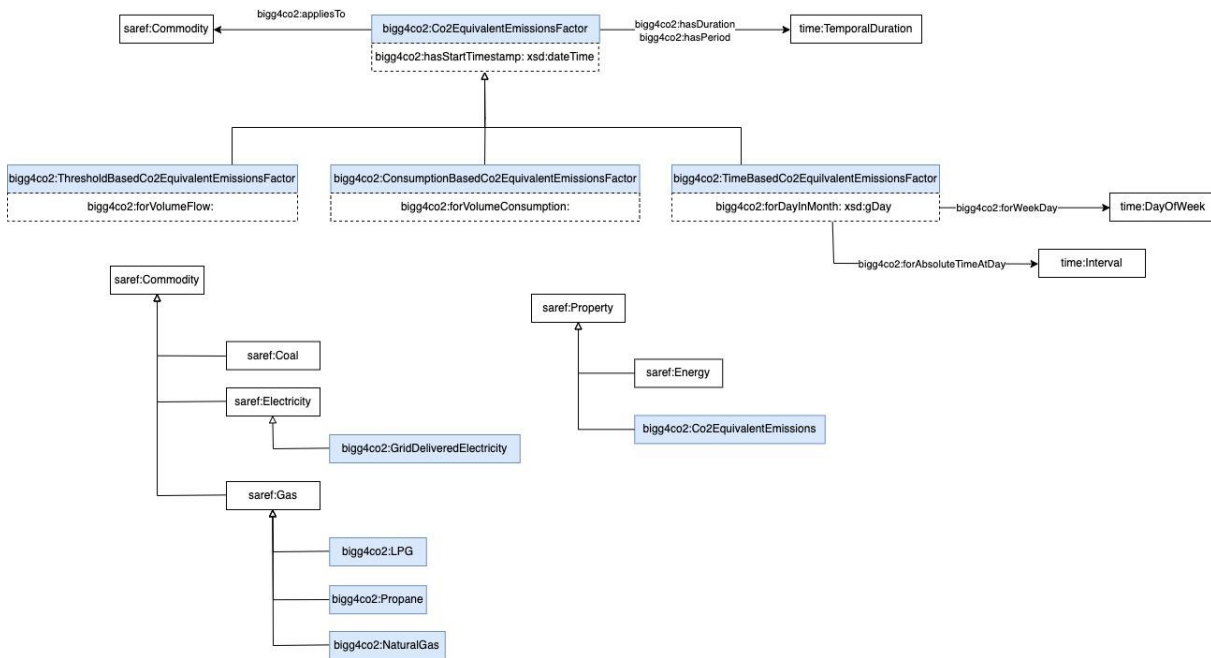 saref:Commodity
bigg4co2:appliesTo
bigg4co2:Co2EquivalentEmissionsFactor
bigg4co2:hasDuration
bigg4co2:hasPeriod
time:TemporalDuration
bigg4co2:hasStartTimestamp: xsd:dateTime
bigg4co2:ThresholdBasedCo2EquivalentEmissionsFactor
bigg4co2:forVolumeFlow:
bigg4co2:ConsumptionBasedCo2EquivalentEmissionsFactor
bigg4co2:forVolumeConsumption:
bigg4co2:TimeBasedCo2EquilvalentEmissionsFactor
bigg4co2:forDayInMonth: xsd:gDay
bigg4co2:forWeekDay
time:DayOfWeek
bigg4co2:forAbsoluteTimeAtDay
time:Interval
saref:Commodity
saref:Coal
saref:Electricity
bigg4co2:GridDeliveredElectricity
saref:Gas
bigg4co2:LPG
bigg4co2:Propane
bigg4co2:NaturalGas
saref:Property
saref:Energy
bigg4co2:Co2EquivalentEmissions